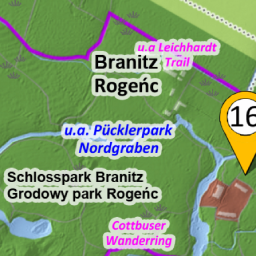 u.a Leichhardt
Trail
Branitz
Rogeńc
16
u.a. Pücklerpark
Nordgraben
Schlosspark Branitz
Grodowy park Rogeńc
Cottbuser
Wanderring